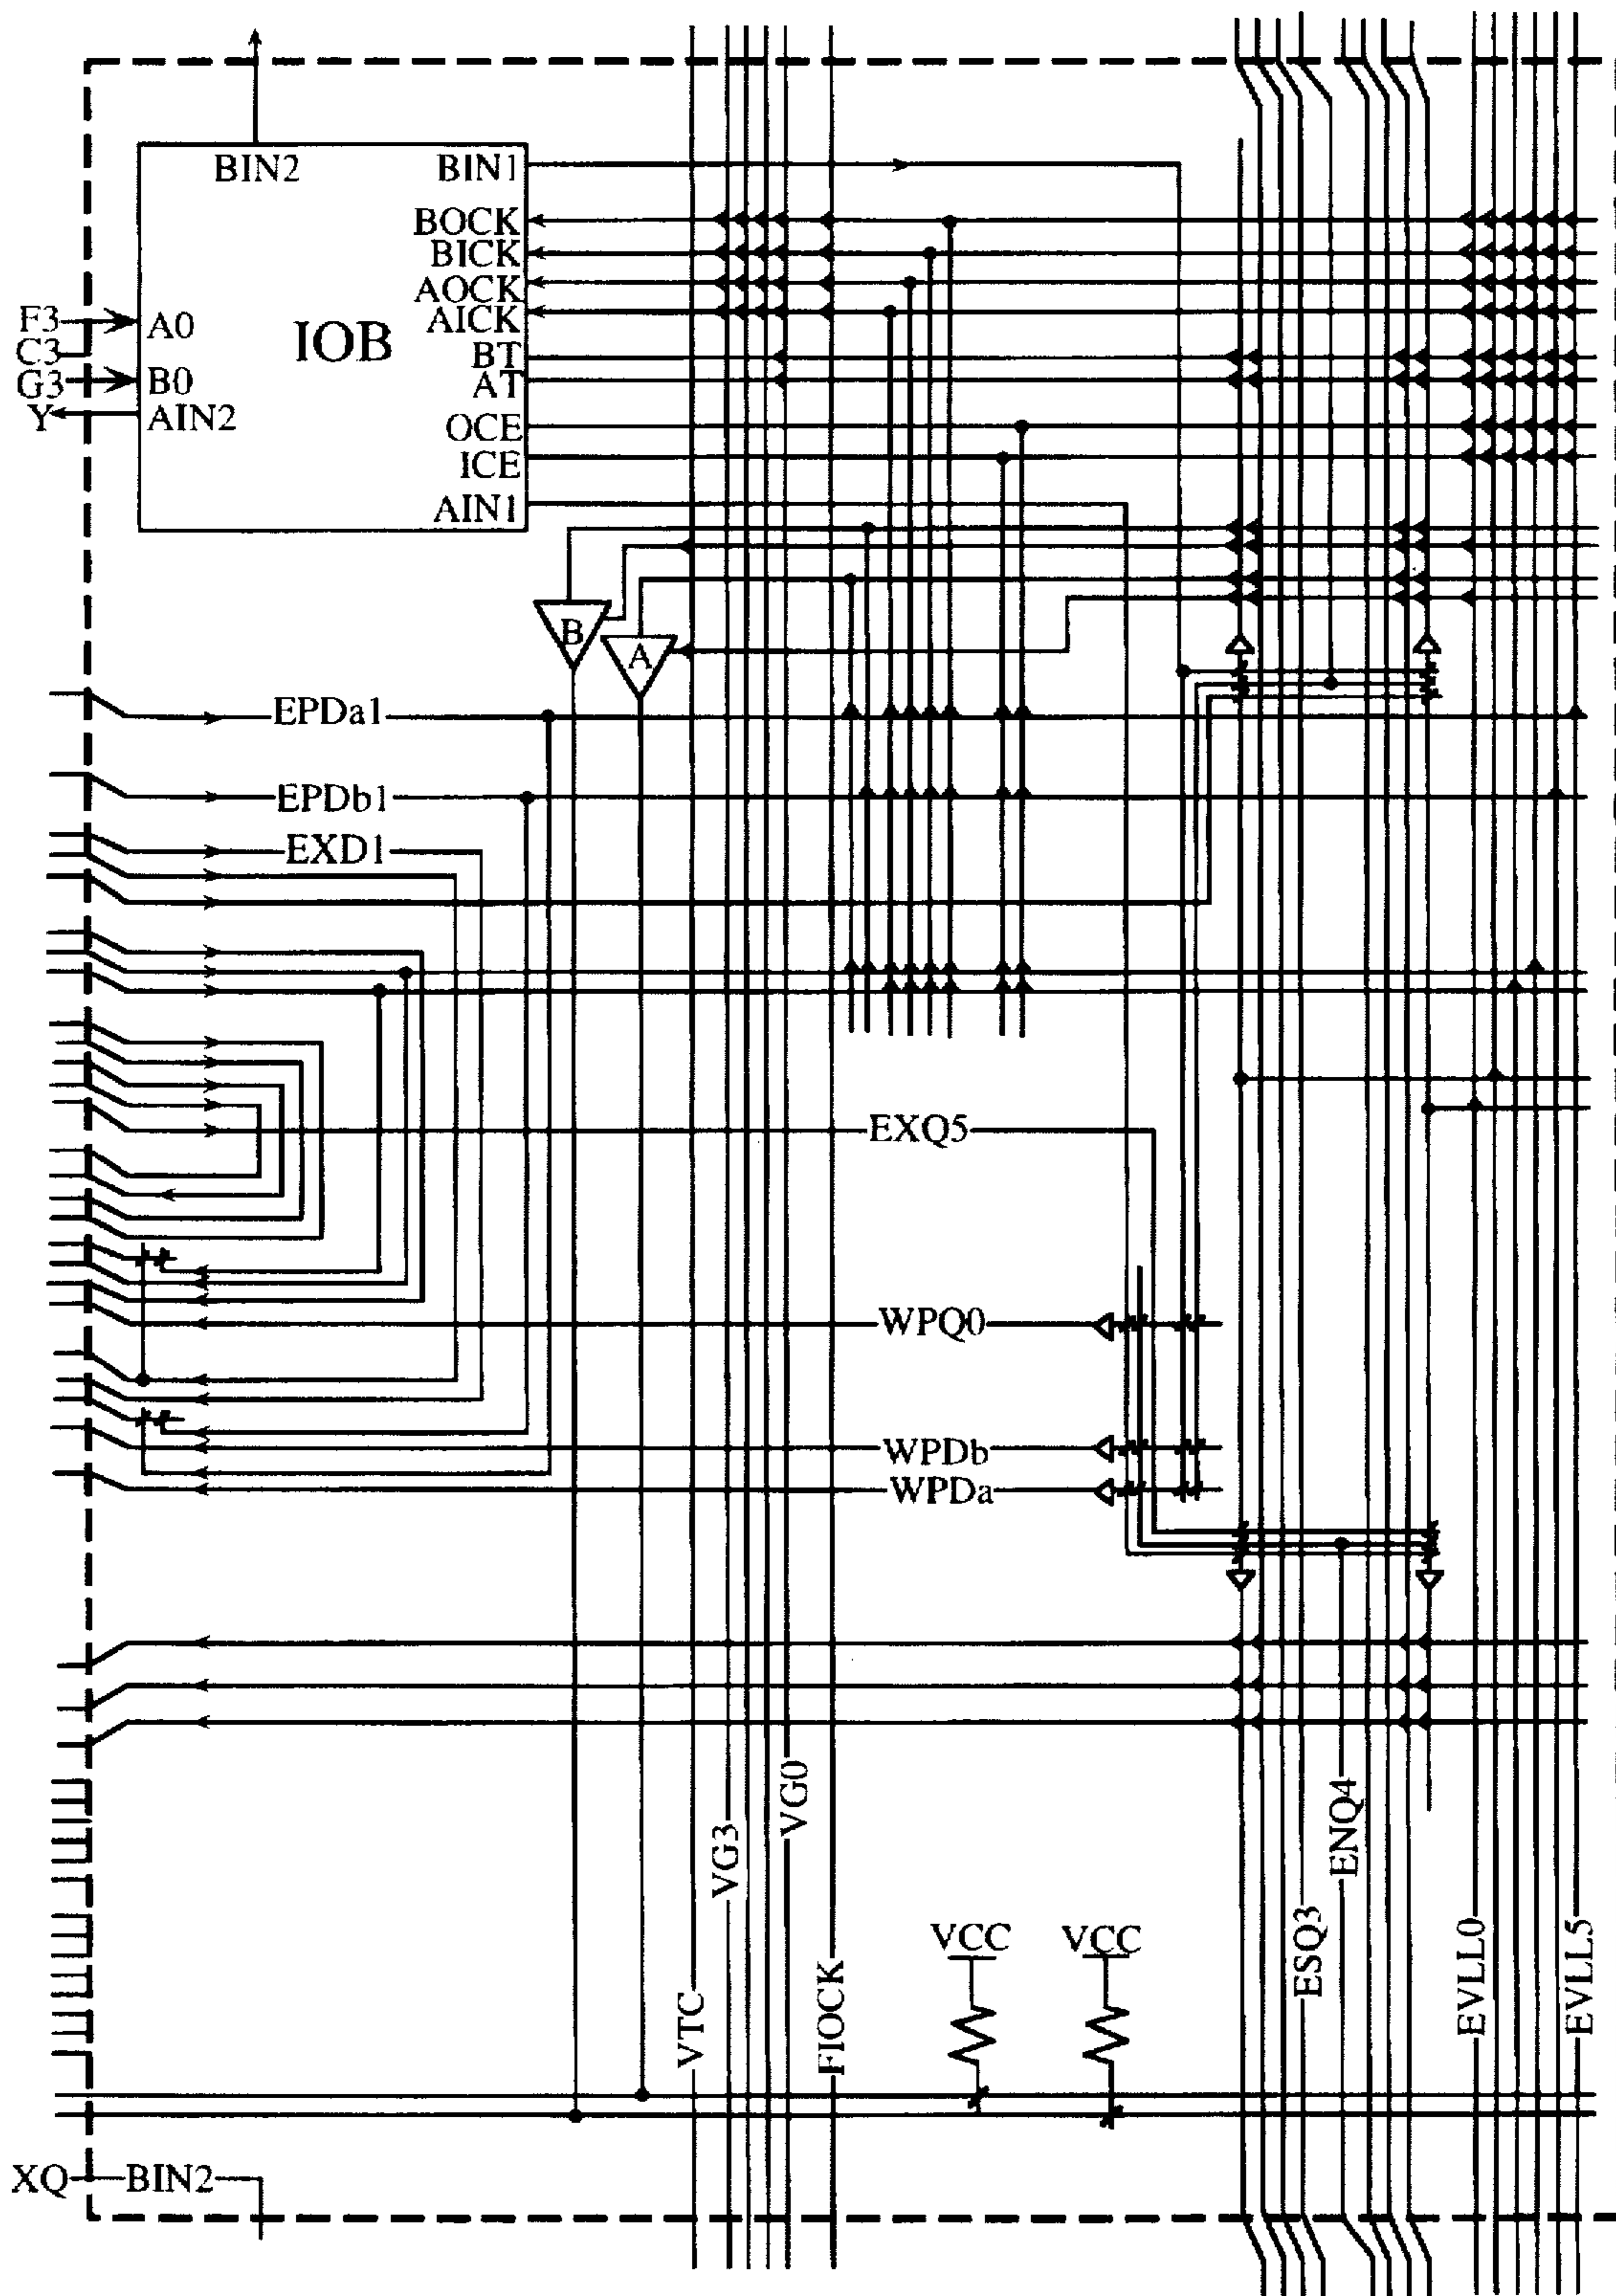 BIN2
BIN1
BOCK
BICK
AOCK
AICK
BT
AT
OCE
ICE
AIN1
F3
C3
G3
Y
A0
B0
AIN2
IOB
B
A
EPDa1
EPDb1
EXD1
EXQ5
WPQ0
WPDb
WPDa
VTC
VG3
VG0
FIOCK
VCC
VCC
ESQ3
ENQ4
EVLL0
EVLL5
XQ
BIN2